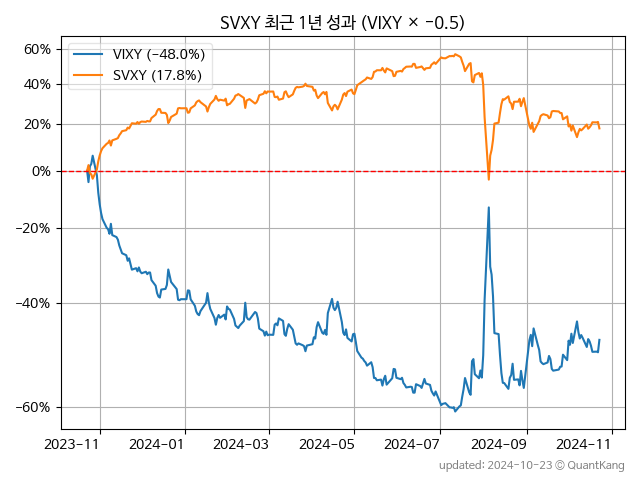 SVXY 최근 1년 성과 (VIXY × −0.5)
VIXY (−48.0%)
SVXY (17.8%)
60%
40%
20%
0%
−20%
−40%
−60%
2023−11 2024−01 2024−03 2024−05 2024−07 2024−09 2024−11
updated: 2024-10-23 © QuantKang